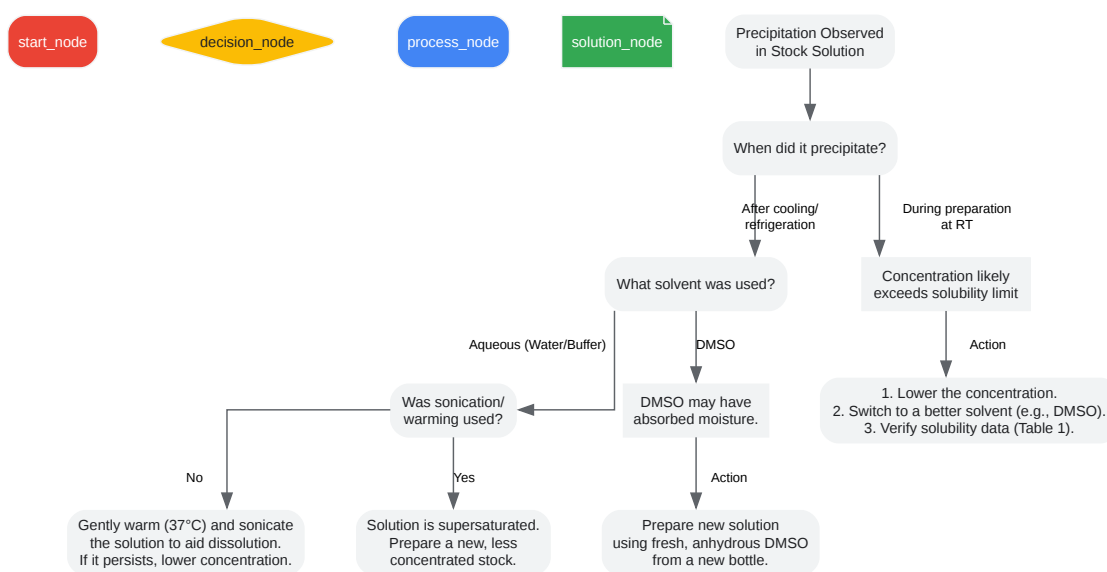 start_node
decision_node
process_node
solution_node
Precipitation Observed
in Stock Solution
When did it precipitate?
After cooling/
refrigeration
During preparation
at RT
What solvent was used?
Concentration likely
exceeds solubility limit
Aqueous (Water/Buffer)
DMSO
Action
Was sonication/
warming used?
DMSO may have
absorbed moisture.
1. Lower the concentration.
2. Switch to a better solvent (e.g., DMSO).
3. Verify solubility data (Table 1).
No
Yes
Action
Gently warm (37°C) and sonicate
the solution to aid dissolution.
If it persists, lower concentration.
Solution is supersaturated.
Prepare a new, less
concentrated stock.
Prepare new solution
using fresh, anhydrous DMSO
from a new bottle.